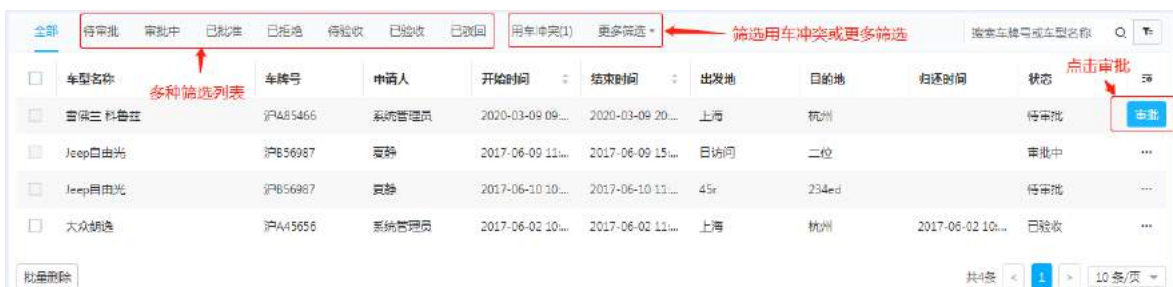 全部 待审批 审批中 已批准 已拒绝 待验收 已验收 已驳回 用车冲突(1) 更多筛选 筛选用车冲突或更多筛选 搜索车牌号或车型名称
点击审批
车型名称 车牌号 申请人 开始时间 结束时间 出发地 目的地 归还时间 状态
多种筛选列表
雪佛兰 科鲁兹 沪A85466 系统管理员 2020-03-09 09:... 2020-03-09 20:... 上海 杭州 待审批 审批
Jeep自由光 沪B56987 夏静 2017-06-09 11:... 2017-06-09 15:... 日访问 二位 审批中 ...
Jeep自由光 沪B56987 夏静 2017-06-10 10:... 2017-06-10 11:... 45r 234ed 待审批 ...
大众朗逸 沪A45656 系统管理员 2017-06-02 10:... 2017-06-02 11:... 上海 杭州 2017-06-02 10:... 已验收 ...
批量删除 共4条 < 1 > 10 条/页